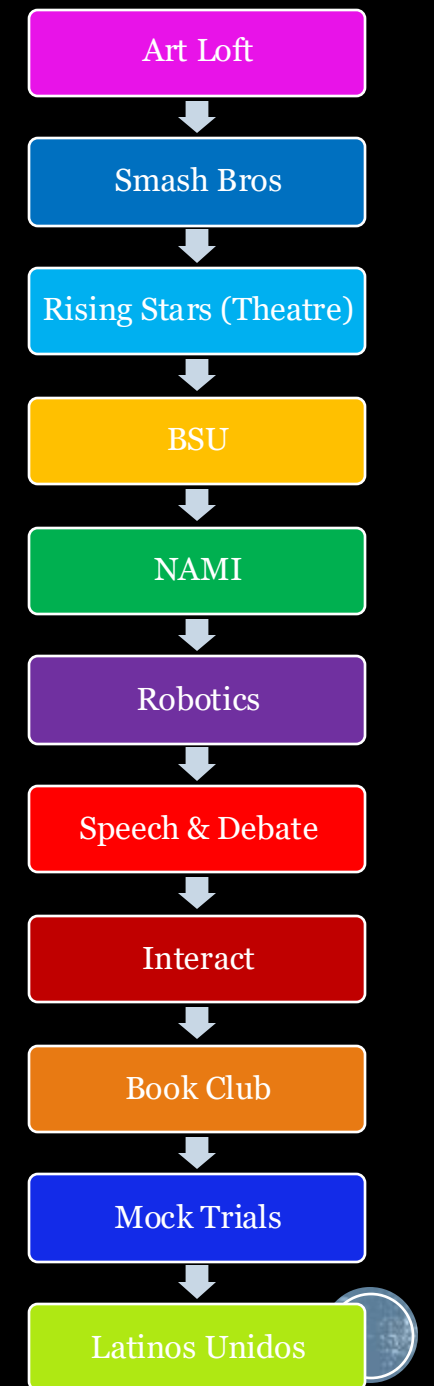 Art Loft
Smash Bros
Rising Stars (Theatre)
BSU
NAMI
Robotics
Speech & Debate
Interact
Book Club
Mock Trials
Latinos Unidos